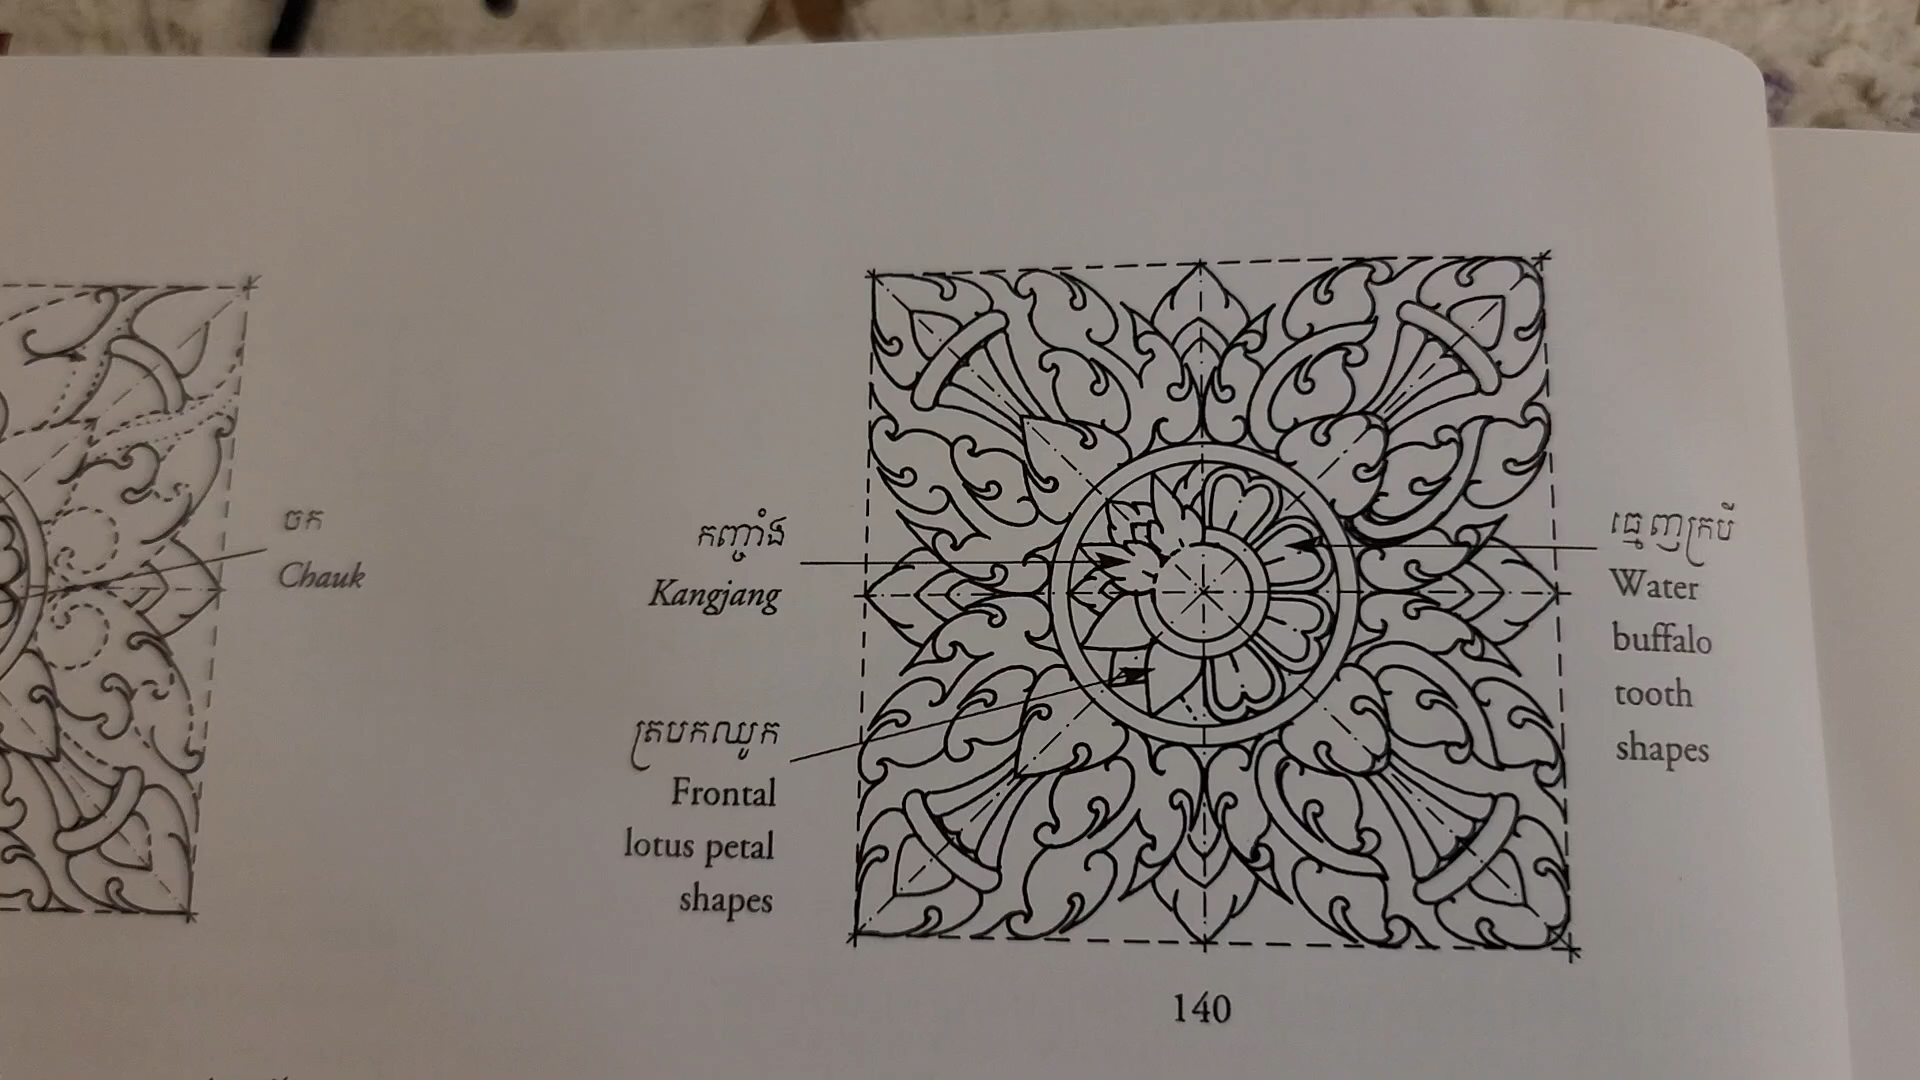 ចក
Chauk
កញ្ចាំង
Kangjang
ត្របកឈូក
Frontal
lotus petal
shapes
ធ្មេញក្របី
Water
buffalo
tooth
shapes
140